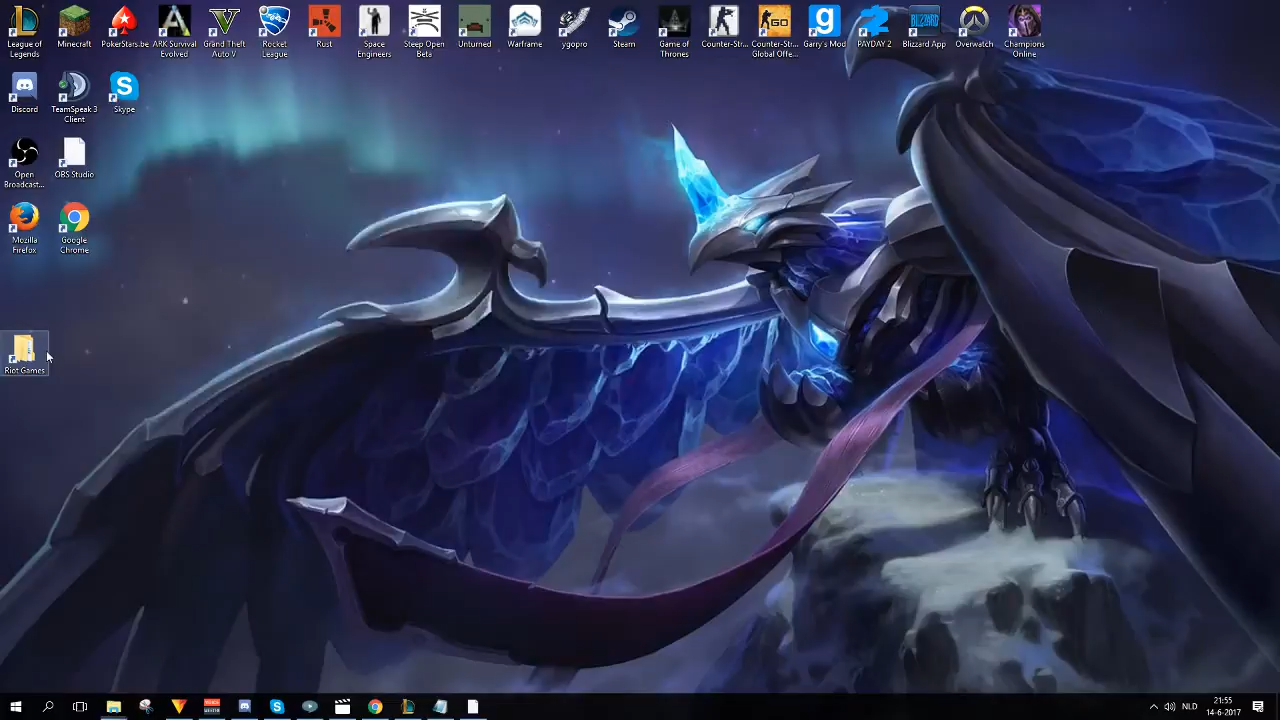 League of Legends
Minecraft
PokerStars.be
ARK Survival Evolved
Grand Theft Auto V
Rocket League
Rust
Space Engineers
Steep Open Beta
Unturned
Warframe
ygopro
Steam
Game of Thrones
Counter-Str...
Counter-Str... Global Offe...
GO
Garry's Mod
PAYDAY 2
BLIZZARD
Blizzard App
Overwatch
Champions Online
Discord
TeamSpeak 3 Client
Skype
Open Broadcast...
OBS Studio
Mozilla Firefox
Google Chrome
Riot Games
NLD
21:55
14-6-2017